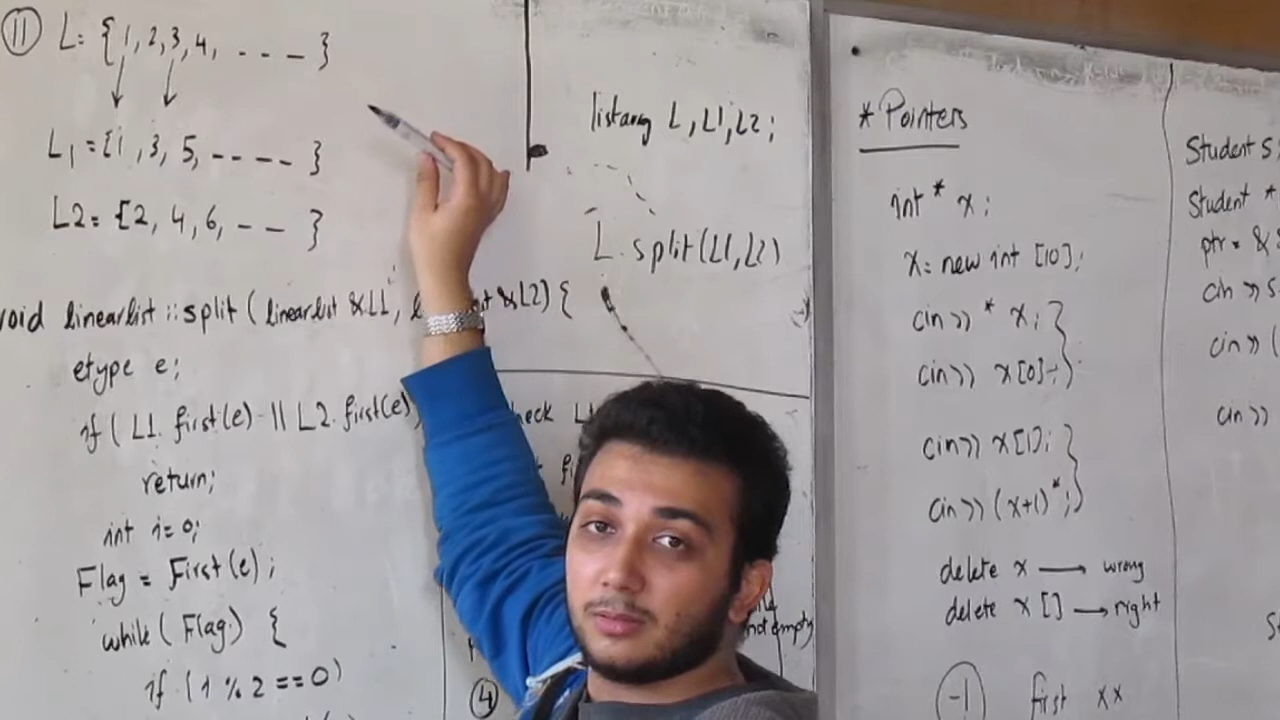 11 L= {1, 2, 3, 4, - - - }
L1 = {1, 3, 5, - - - - }
L2= {2, 4, 6, - - }
void linearlist :: split ( linearlist &L1, &L2) {
etype e;
if ( L1. first(e) || L2. first(e)
return;
int i=0;
Flag = First(e);
while ( Flag ) {
if ( i % 2 == 0)
L, L1, L2;
L. split(L1, L2)
4
not empty
* Pointers
int * x;
x= new int [10];
cin >> * x; }
cin >> x[0];
cin >> x[1]; }
cin >> (x+1)*;
delete x → wrong
delete x [] → right
-1 first xx
Student S;
Student *
ptr = &
cin >> S
cin >> (
cin >>